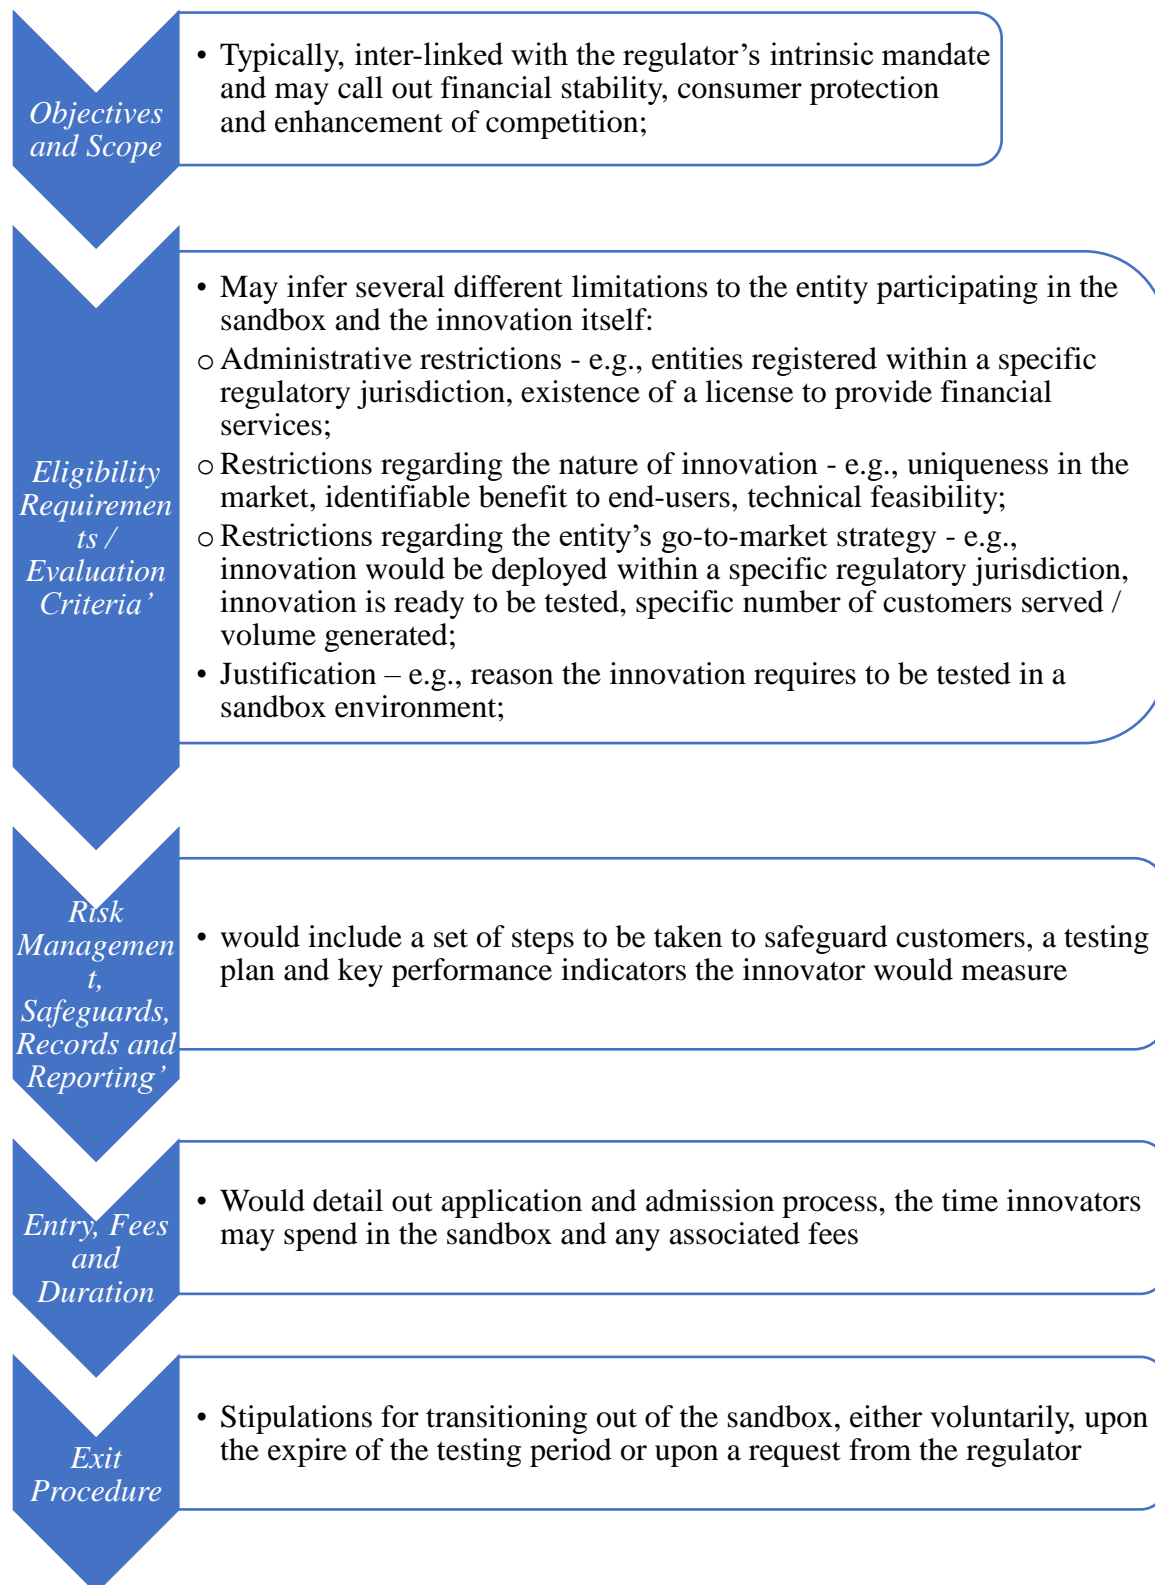 Objectives
and Scope
• Typically, inter-linked with the regulator’s intrinsic mandate
and may call out financial stability, consumer protection
and enhancement of competition;
Eligibility
Requiremen
ts /
Evaluation
Criteria’
• May infer several different limitations to the entity participating in the
sandbox and the innovation itself:
o Administrative restrictions - e.g., entities registered within a specific
regulatory jurisdiction, existence of a license to provide financial
services;
o Restrictions regarding the nature of innovation - e.g., uniqueness in the
market, identifiable benefit to end-users, technical feasibility;
o Restrictions regarding the entity’s go-to-market strategy - e.g.,
innovation would be deployed within a specific regulatory jurisdiction,
innovation is ready to be tested, specific number of customers served /
volume generated;
• Justification – e.g., reason the innovation requires to be tested in a
sandbox environment;
Risk
Managemen
t,
Safeguards,
Records and
Reporting’
• would include a set of steps to be taken to safeguard customers, a testing
plan and key performance indicators the innovator would measure
Entry, Fees
and
Duration
• Would detail out application and admission process, the time innovators
may spend in the sandbox and any associated fees
Exit
Procedure
• Stipulations for transitioning out of the sandbox, either voluntarily, upon
the expire of the testing period or upon a request from the regulator